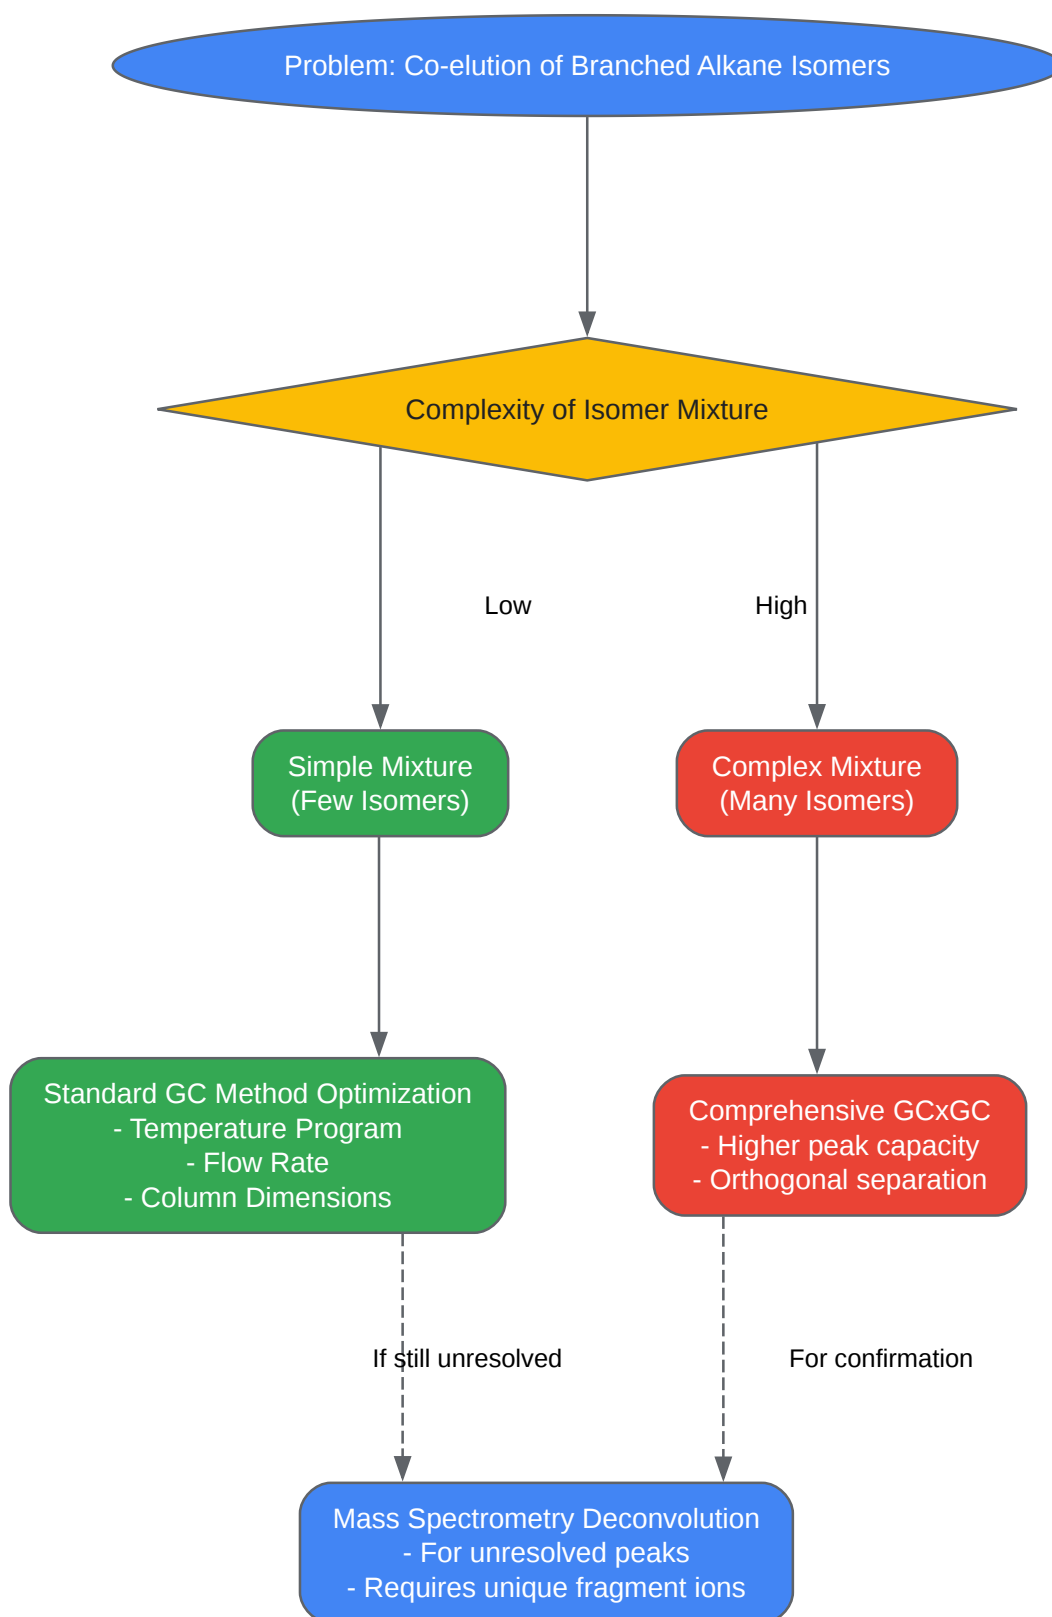 Problem: Co-elution of Branched Alkane Isomers
Complexity of Isomer Mixture
Low
High
Simple Mixture
(Few Isomers)
Complex Mixture
(Many Isomers)
Standard GC Method Optimization
- Temperature Program
- Flow Rate
- Column Dimensions
Comprehensive GCxGC
- Higher peak capacity
- Orthogonal separation
If still unresolved
For confirmation
Mass Spectrometry Deconvolution
- For unresolved peaks
- Requires unique fragment ions